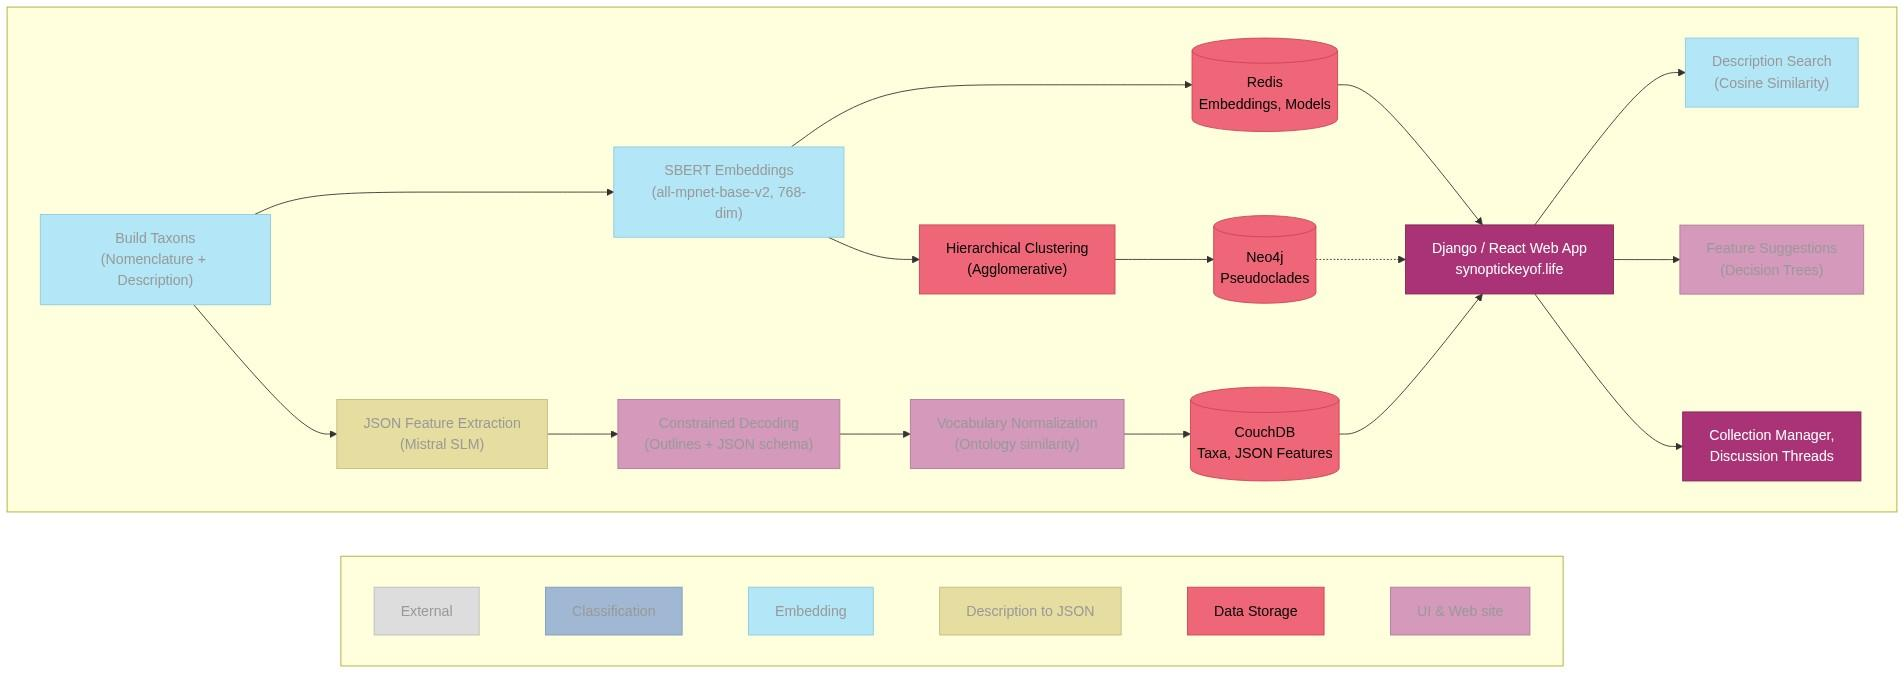 Build Taxons
(Nomenclature +
Description)
SBERT Embeddings
(all-mpnet-base-v2, 768-
dim)
JSON Feature Extraction
(Mistral SLM)
Constrained Decoding
(Outlines + JSON schema)
Hierarchical Clustering
(Agglomerative)
Vocabulary Normalization
(Ontology similarity)
Redis
Embeddings, Models
Neo4j
Pseudoclades
CouchDB
Taxa, JSON Features
Django / React Web App
synoptickeyof.life
Description Search
(Cosine Similarity)
Feature Suggestions
(Decision Trees)
Collection Manager,
Discussion Threads
External
Classification
Embedding
Description to JSON
Data Storage
UI & Web site